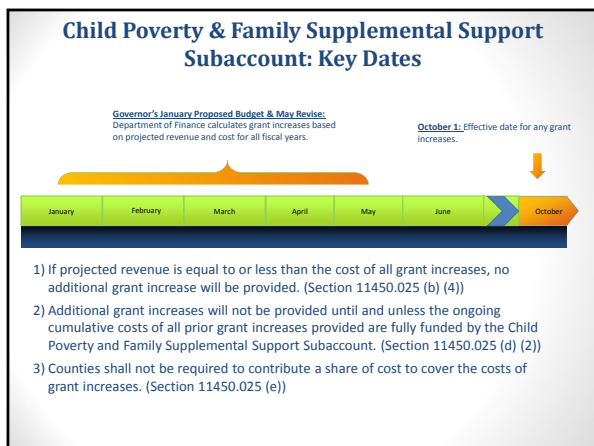 Child Poverty & Family Supplemental Support
Subaccount: Key Dates
Governor's January Proposed Budget & May Revise:
Department of Finance calculates grant increases based
on projected revenue and cost for all fiscal years.
October 1: Effective date for any grant
increases.
January
February
March
April
May
June
October
1) If projected revenue is equal to or less than the cost of all grant increases, no
additional grant increase will be provided. (Section 11450.025 (b) (4))
2) Additional grant increases will not be provided until and unless the ongoing
cumulative costs of all prior grant increases provided are fully funded by the Child
Poverty and Family Supplemental Support Subaccount. (Section 11450.025 (d) (2))
3) Counties shall not be required to contribute a share of cost to cover the costs of
grant increases. (Section 11450.025 (e))